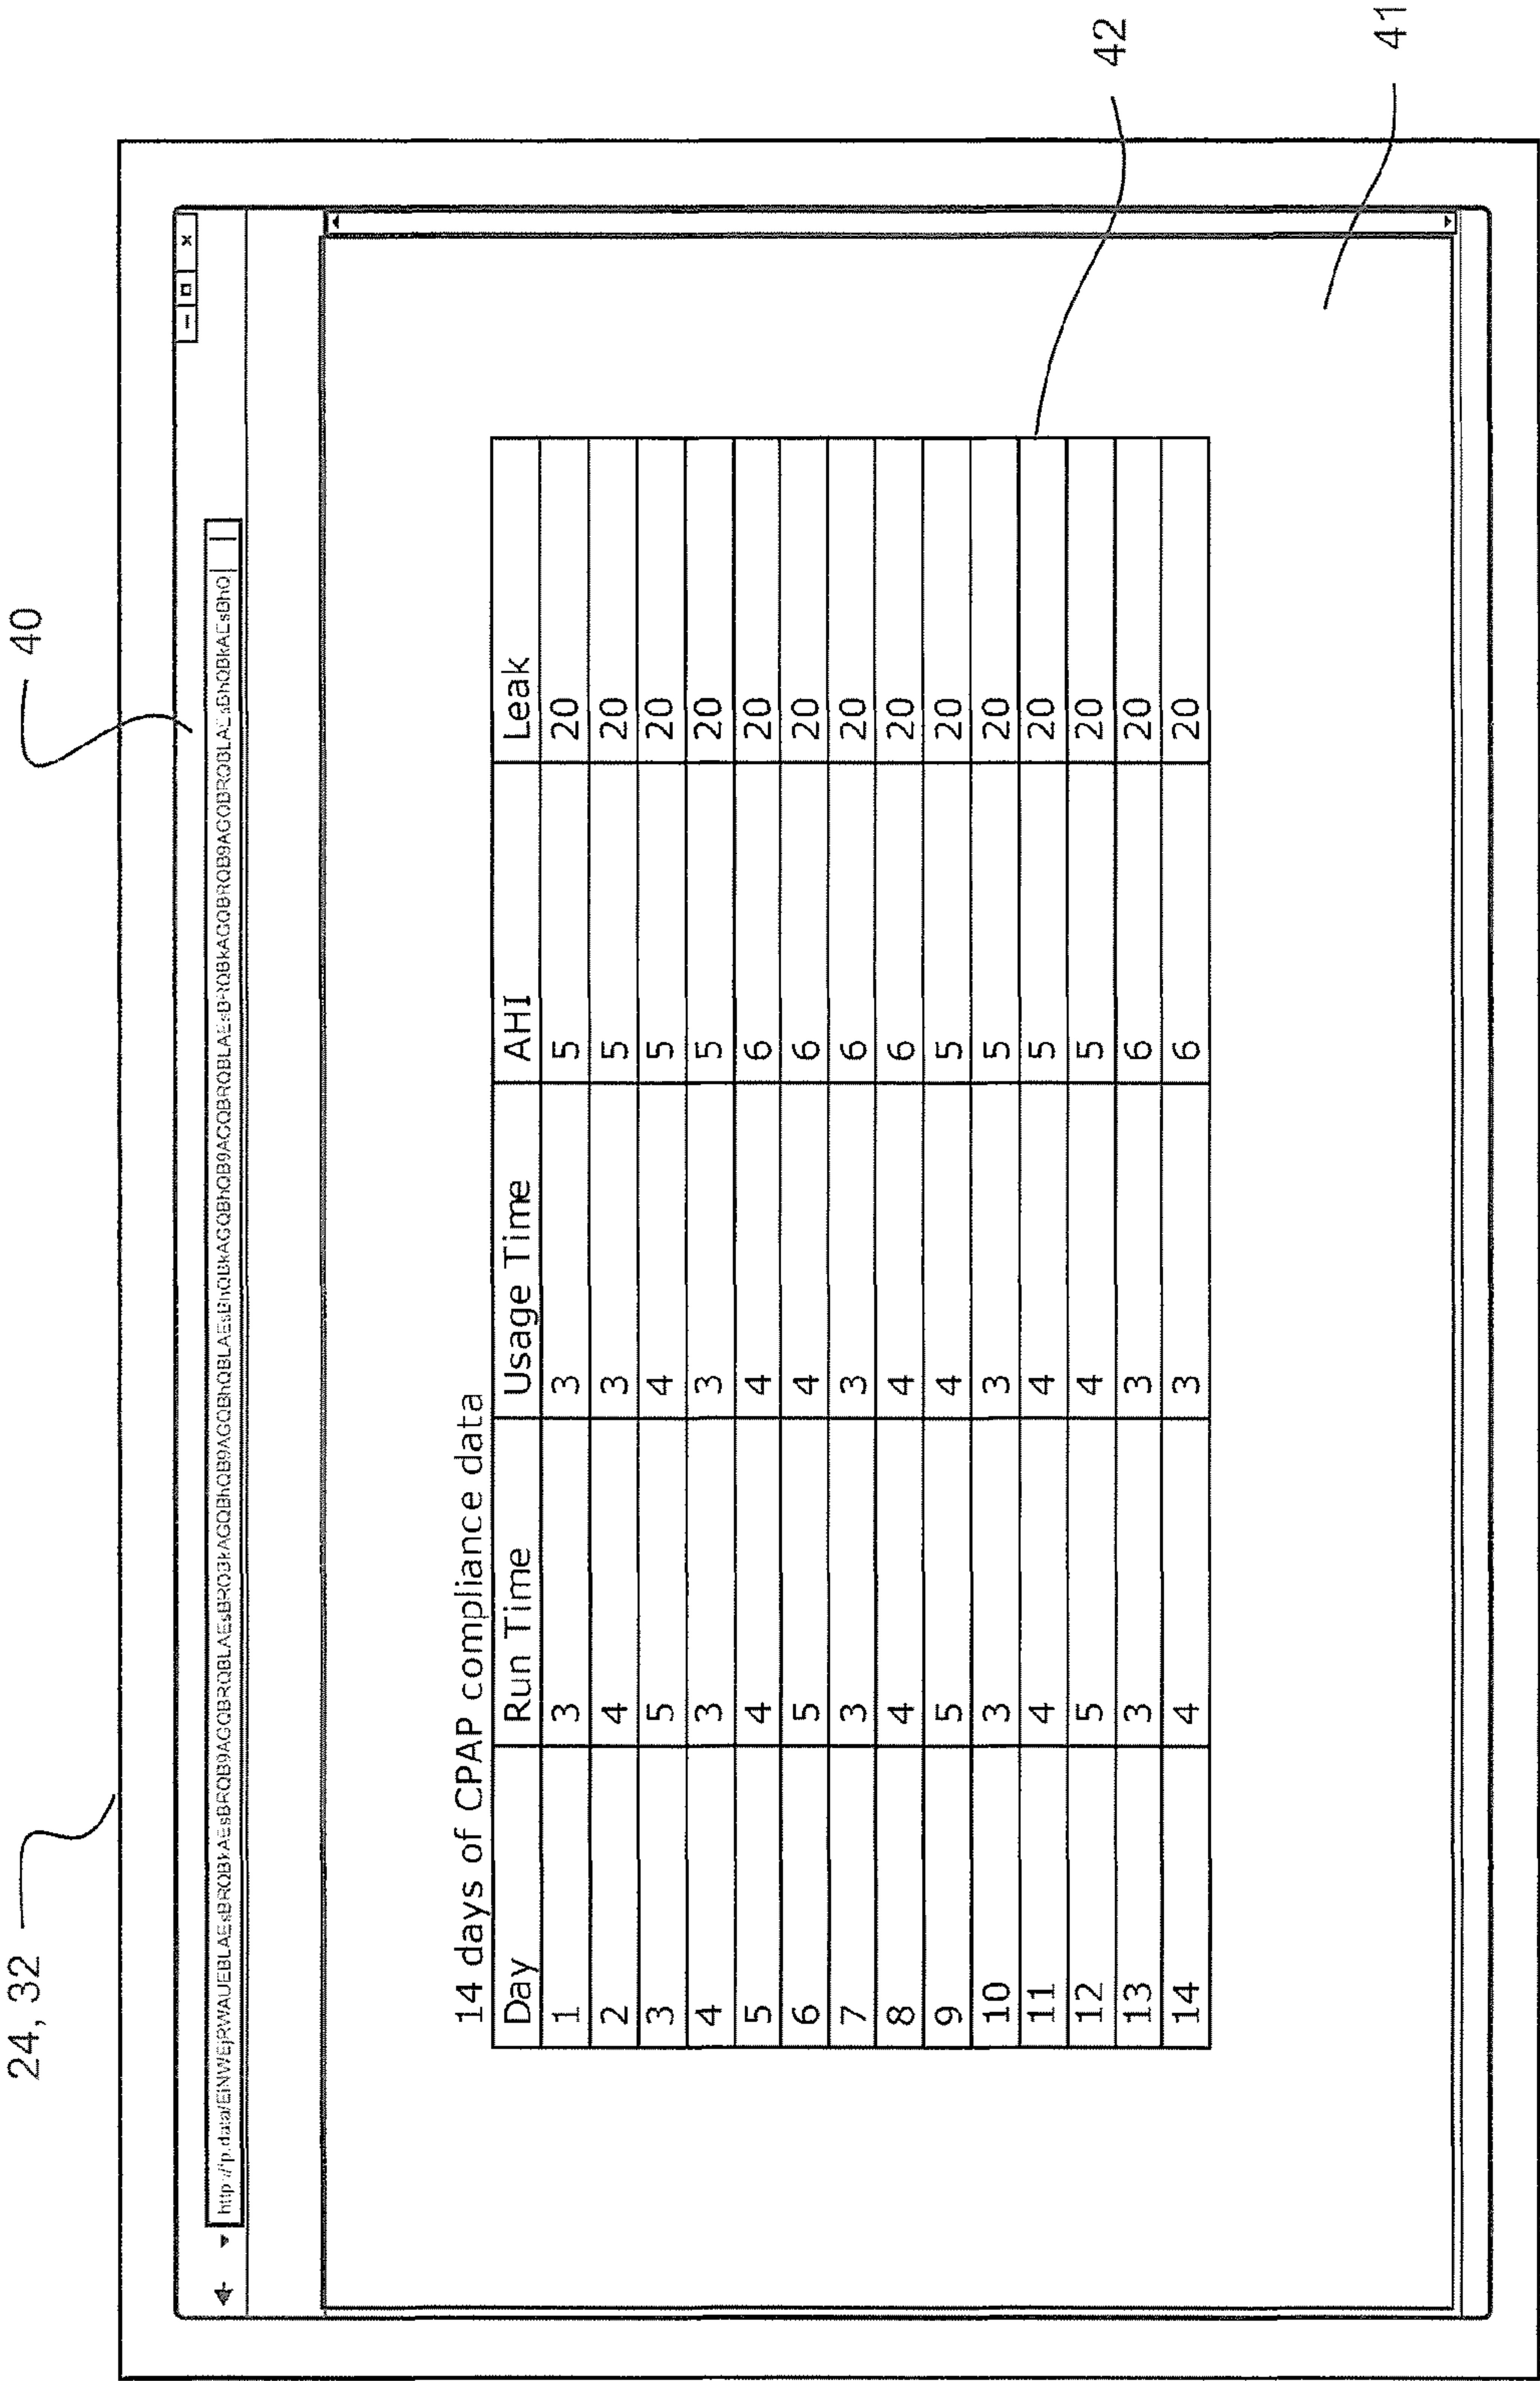 24, 32
40
14 days of CPAP compliance data
Day Run Time Usage Time AHI Leak
1 3 3 5 20
2 4 3 5 20
3 5 4 5 20
4 3 3 5 20
5 4 4 6 20
6 5 4 6 20
7 3 3 6 20
8 4 4 6 20
9 5 4 5 20
10 3 3 5 20
11 4 4 5 20
12 5 4 5 20
13 3 3 6 20
14 4 3 6 20
42
41